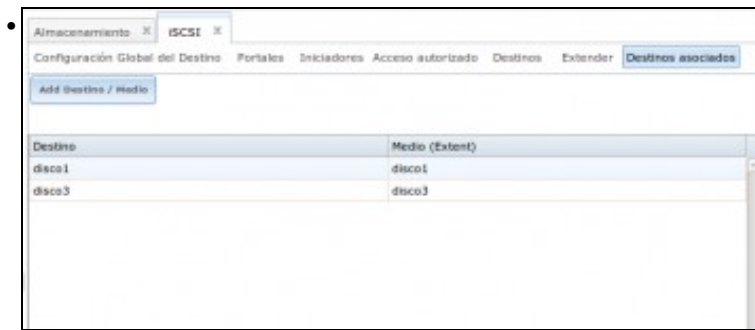 Almacenamiento iSCSI
Configuración Global del Destino Portales Iniciadores Acceso autorizado Destinos Extender Destinos asociados
Add Destino / Medio
Destino Medio (Extent)
disco1 disco1
disco3 disco3